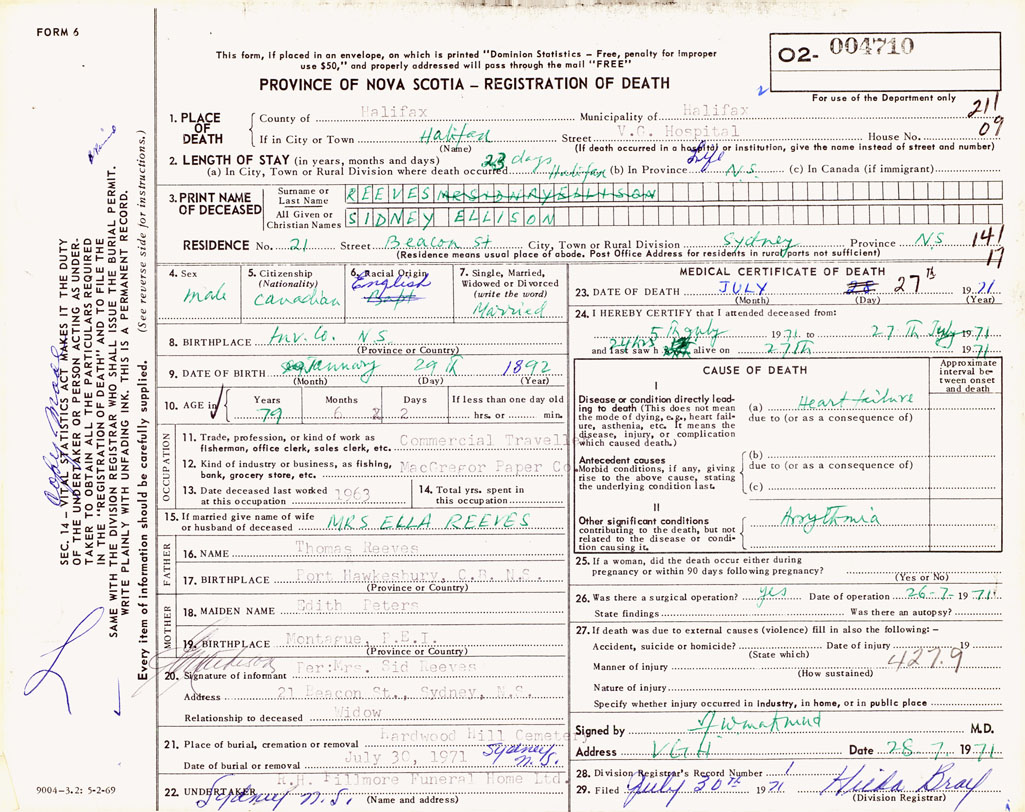 FORM 6
This form, if placed in an envelope, on which is printed "Dominion Statistics – Free, penalty for Improper
use $50," and properly addressed will pass through the mail "FREE"
O2- 004710
PROVINCE OF NOVA SCOTIA – REGISTRATION OF DEATH
For use of the Department only
211
09
1. PLACE OF DEATH
County of Halifax Municipality of Halifax
If in City or Town Halifax Street V.G. Hospital House No.
(Name) (If death occurred in a hospital or institution, give the name instead of street and number)
2. LENGTH OF STAY (in years, months and days) 23 days Life
(a) In City, Town or Rural Division where death occurred Halifax (b) In Province N.S. (c) In Canada (if immigrant)
3. PRINT NAME OF DECEASED
Surname or Last Name REEVES
All Given or Christian Names SIDNEY ELLISON
RESIDENCE No. 21 Street Beacon St City, Town or Rural Division Sydney Province N.S 141
(Residence means usual place of abode. Post Office Address for residents in rural parts not sufficient) 17
4. Sex
Male
5. Citizenship (Nationality)
Canadian
6. Racial Origin
English
7. Single, Married, Widowed or Divorced (write the word)
Married
8. BIRTHPLACE Inv. Co. N.S.
(Province or Country)
9. DATE OF BIRTH January 29th 1892
(Month) (Day) (Year)
10. AGE in Years Months Days If less than one day old
79 6 2 hrs. or min.
OCCUPATION
11. Trade, profession, or kind of work as fisherman, office clerk, sales clerk, etc. Commercial Travelle
12. Kind of industry or business, as fishing, bank, grocery store, etc. MacGregor Paper Co.
13. Date deceased last worked at this occupation 1963
14. Total yrs. spent in this occupation
15. If married give name of wife or husband of deceased MRS ELLA REEVES
FATHER
16. NAME Thomas Reeves
17. BIRTHPLACE Port Hawkesbury, C.B. N.S.
(Province or Country)
MOTHER
18. MAIDEN NAME Edith Peters
19. BIRTHPLACE Montague, P.E.I.
(Province or Country)
20. Signature of informant Per:Mrs. Sid Reeves
Address 21 Beacon St., Sydney, N.S.
Relationship to deceased Widow
21. Place of burial, cremation or removal Hardwood Hill Cemete
Date of burial or removal July 30, 1971 Sydney N.S.
22. UNDERTAKER R.H. Fillmore Funeral Home Ltd.
Sydney N.S. (Name and address)
MEDICAL CERTIFICATE OF DEATH
23. DATE OF DEATH JULY 27th 1971
(Month) (Day) (Year)
24. I HEREBY CERTIFY that I attended deceased from:
5 July 1971 to 27th July 1971
and last saw h alive on 27th 1971
CAUSE OF DEATH
Approximate interval between onset and death
I
Disease or condition directly leading to death (This does not mean the mode of dying, e.g., heart failure, asthenia, etc. It means the disease, injury, or complication which caused death.)
(a) Heart failure
due to (or as a consequence of)
Antecedent causes
Morbid conditions, if any, giving rise to the above cause, stating the underlying condition last.
(b)
due to (or as a consequence of)
(c)
II
Other significant conditions contributing to the death, but not related to the disease or condition causing it.
Arrythmia
25. If a woman, did the death occur either during pregnancy or within 90 days following pregnancy?
(Yes or No)
26. Was there a surgical operation? yes Date of operation 26-7-1971
State findings Was there an autopsy?
27. If death was due to external causes (violence) fill in also the following: –
Accident, suicide or homicide? Date of injury 19
(State which) 427.9
Manner of injury
(How sustained)
Nature of injury
Specify whether injury occurred in industry, in home, or in public place
Signed by M.D.
Address V G H Date 28 7 1971
28. Division Registrar's Record Number 1
29. Filed July 30th 1971 Hilda Bray
(Division Registrar)
SEC. 14 – VITAL STATISTICS ACT MAKES IT THE DUTY
OF THE UNDERTAKER OR PERSON ACTING AS UNDER-
TAKER TO OBTAIN ALL THE PARTICULARS REQUIRED
IN THE "REGISTRATION OF DEATH" AND TO FILE THE
SAME WITH THE DIVISION REGISTRAR WHO SHALL ISSUE THE BURIAL PERMIT.
WRITE PLAINLY WITH UNFADING INK. THIS IS A PERMANENT RECORD.
Every item of information should be carefully supplied. (See reverse side for instructions.)
9004-3.2: 5-2-69